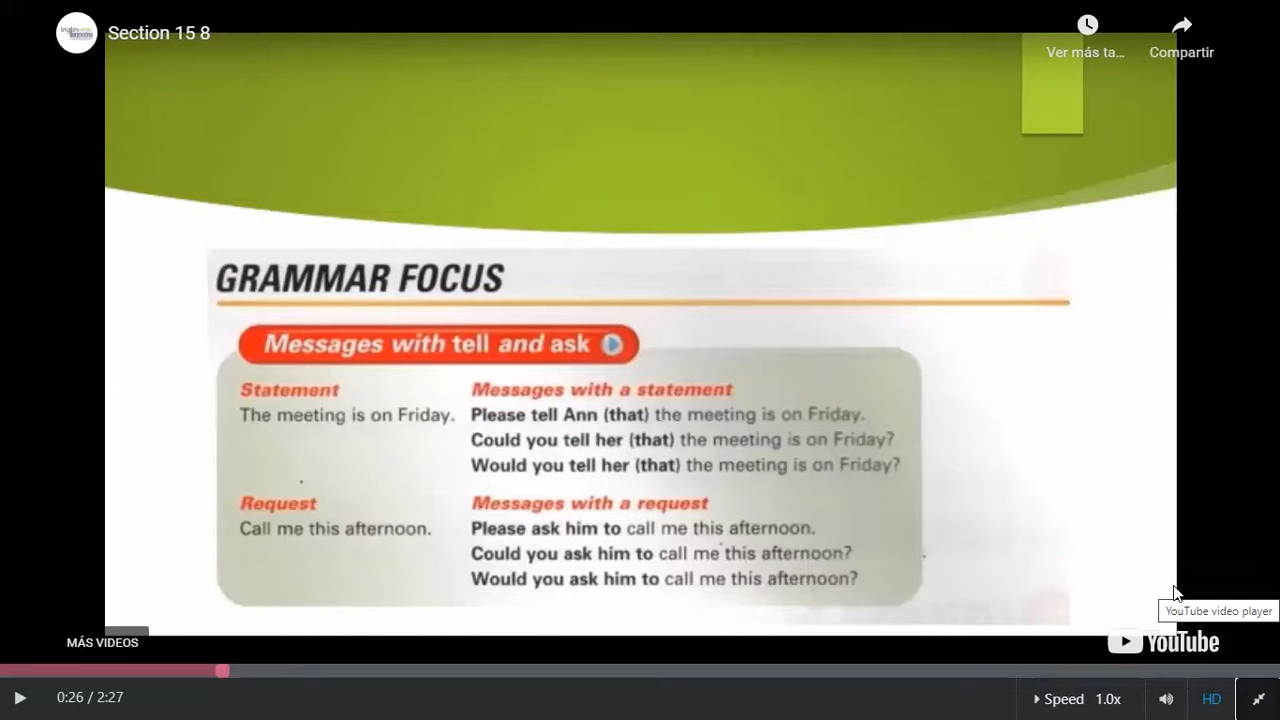 Section 15 8
Ver más ta...
Compartir
GRAMMAR FOCUS
Messages with tell and ask
Statement
Messages with a statement
The meeting is on Friday.
Please tell Ann (that) the meeting is on Friday.
Could you tell her (that) the meeting is on Friday?
Would you tell her (that) the meeting is on Friday?
Request
Messages with a request
Call me this afternoon.
Please ask him to call me this afternoon.
Could you ask him to call me this afternoon?
Would you ask him to call me this afternoon?
YouTube video player
MÁS VIDEOS
YouTube
0:26 / 2:27
Speed 1.0x
HD